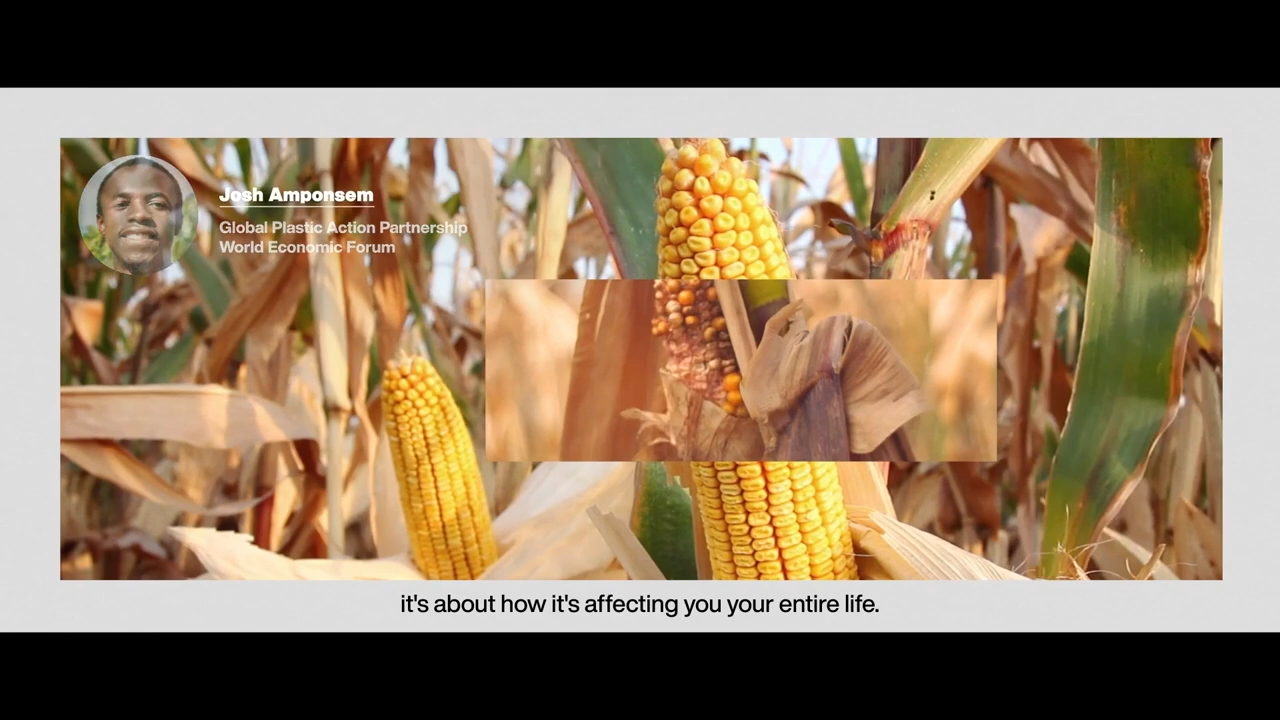 Josh Amponsem
Global Plastic Action Partnership
World Economic Forum
it's about how it's affecting you your entire life.